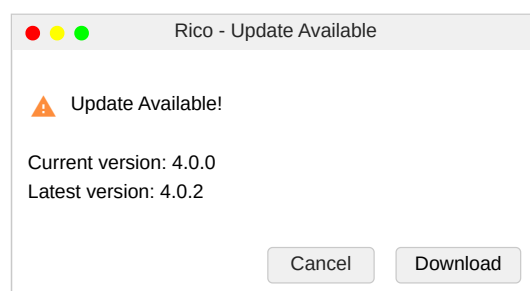 Rico - Update Available
Update Available!
Current version: 4.0.0
Latest version: 4.0.2
Cancel Download